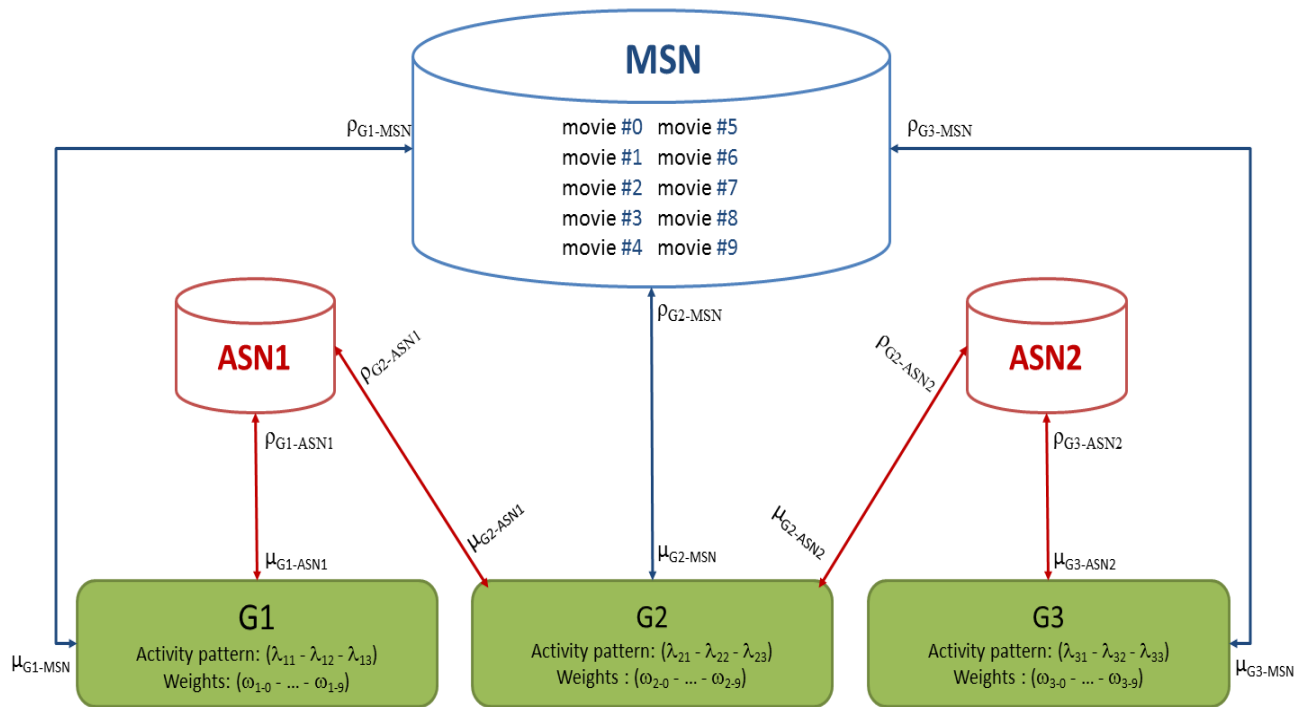 MSN
movie #0 movie #5
movie #1 movie #6
movie #2 movie #7
movie #3 movie #8
movie #4 movie #9
ρG1-MSN
ρG3-MSN
ρG2-MSN
ASN1
ASN2
ρG2-ASN1
ρG2-ASN2
ρG1-ASN1
ρG3-ASN2
μG2-ASN1
μG2-ASN2
μG1-ASN1
μG2-MSN
μG3-ASN2
G1
Activity pattern: (λ11 - λ12 - λ13)
Weights: (ω1-0 - ... - ω1-9)
G2
Activity pattern: (λ21 - λ22 - λ23)
Weights : (ω2-0 - ... - ω2-9)
G3
Activity pattern: (λ31 - λ32 - λ33)
Weights : (ω3-0 - ... - ω3-9)
μG1-MSN
μG3-MSN